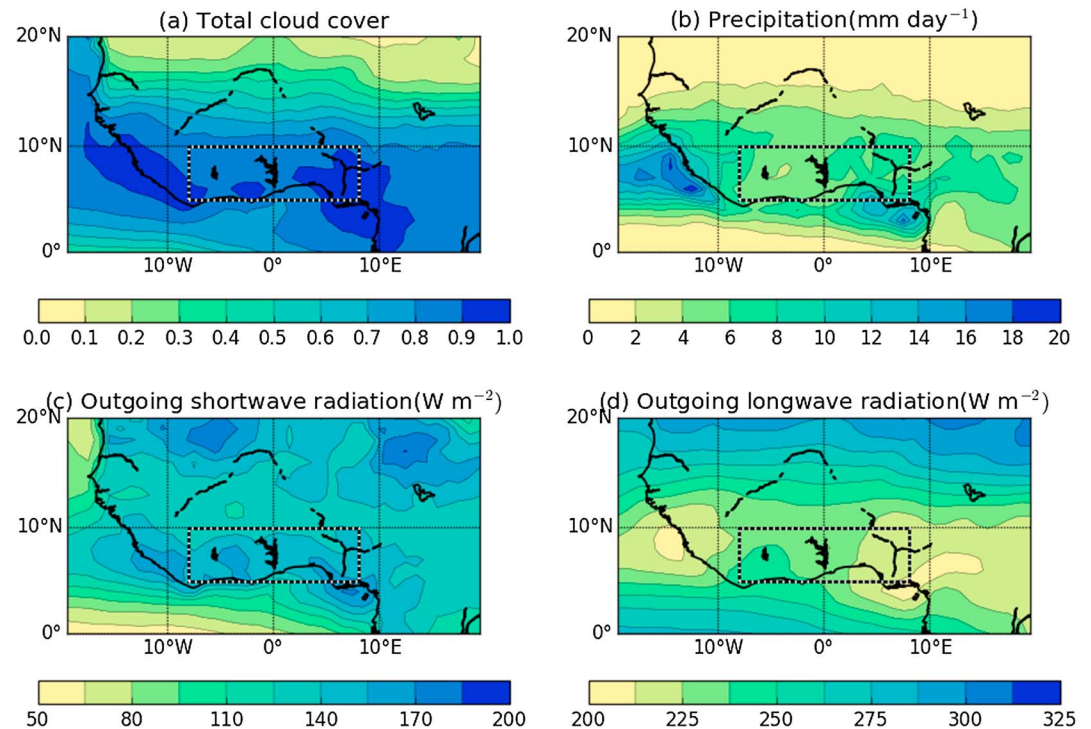 (a) Total cloud cover
(b) Precipitation(mm day⁻¹)
20°N
10°N
0°
10°W 0° 10°E
20°N
10°N
0°
10°W 0° 10°E
0.0 0.1 0.2 0.3 0.4 0.5 0.6 0.7 0.8 0.9 1.0
0 2 4 6 8 10 12 14 16 18 20
(c) Outgoing shortwave radiation(W m⁻²)
(d) Outgoing longwave radiation(W m⁻²)
20°N
10°N
0°
10°W 0° 10°E
20°N
10°N
0°
10°W 0° 10°E
50 80 110 140 170 200
200 225 250 275 300 325